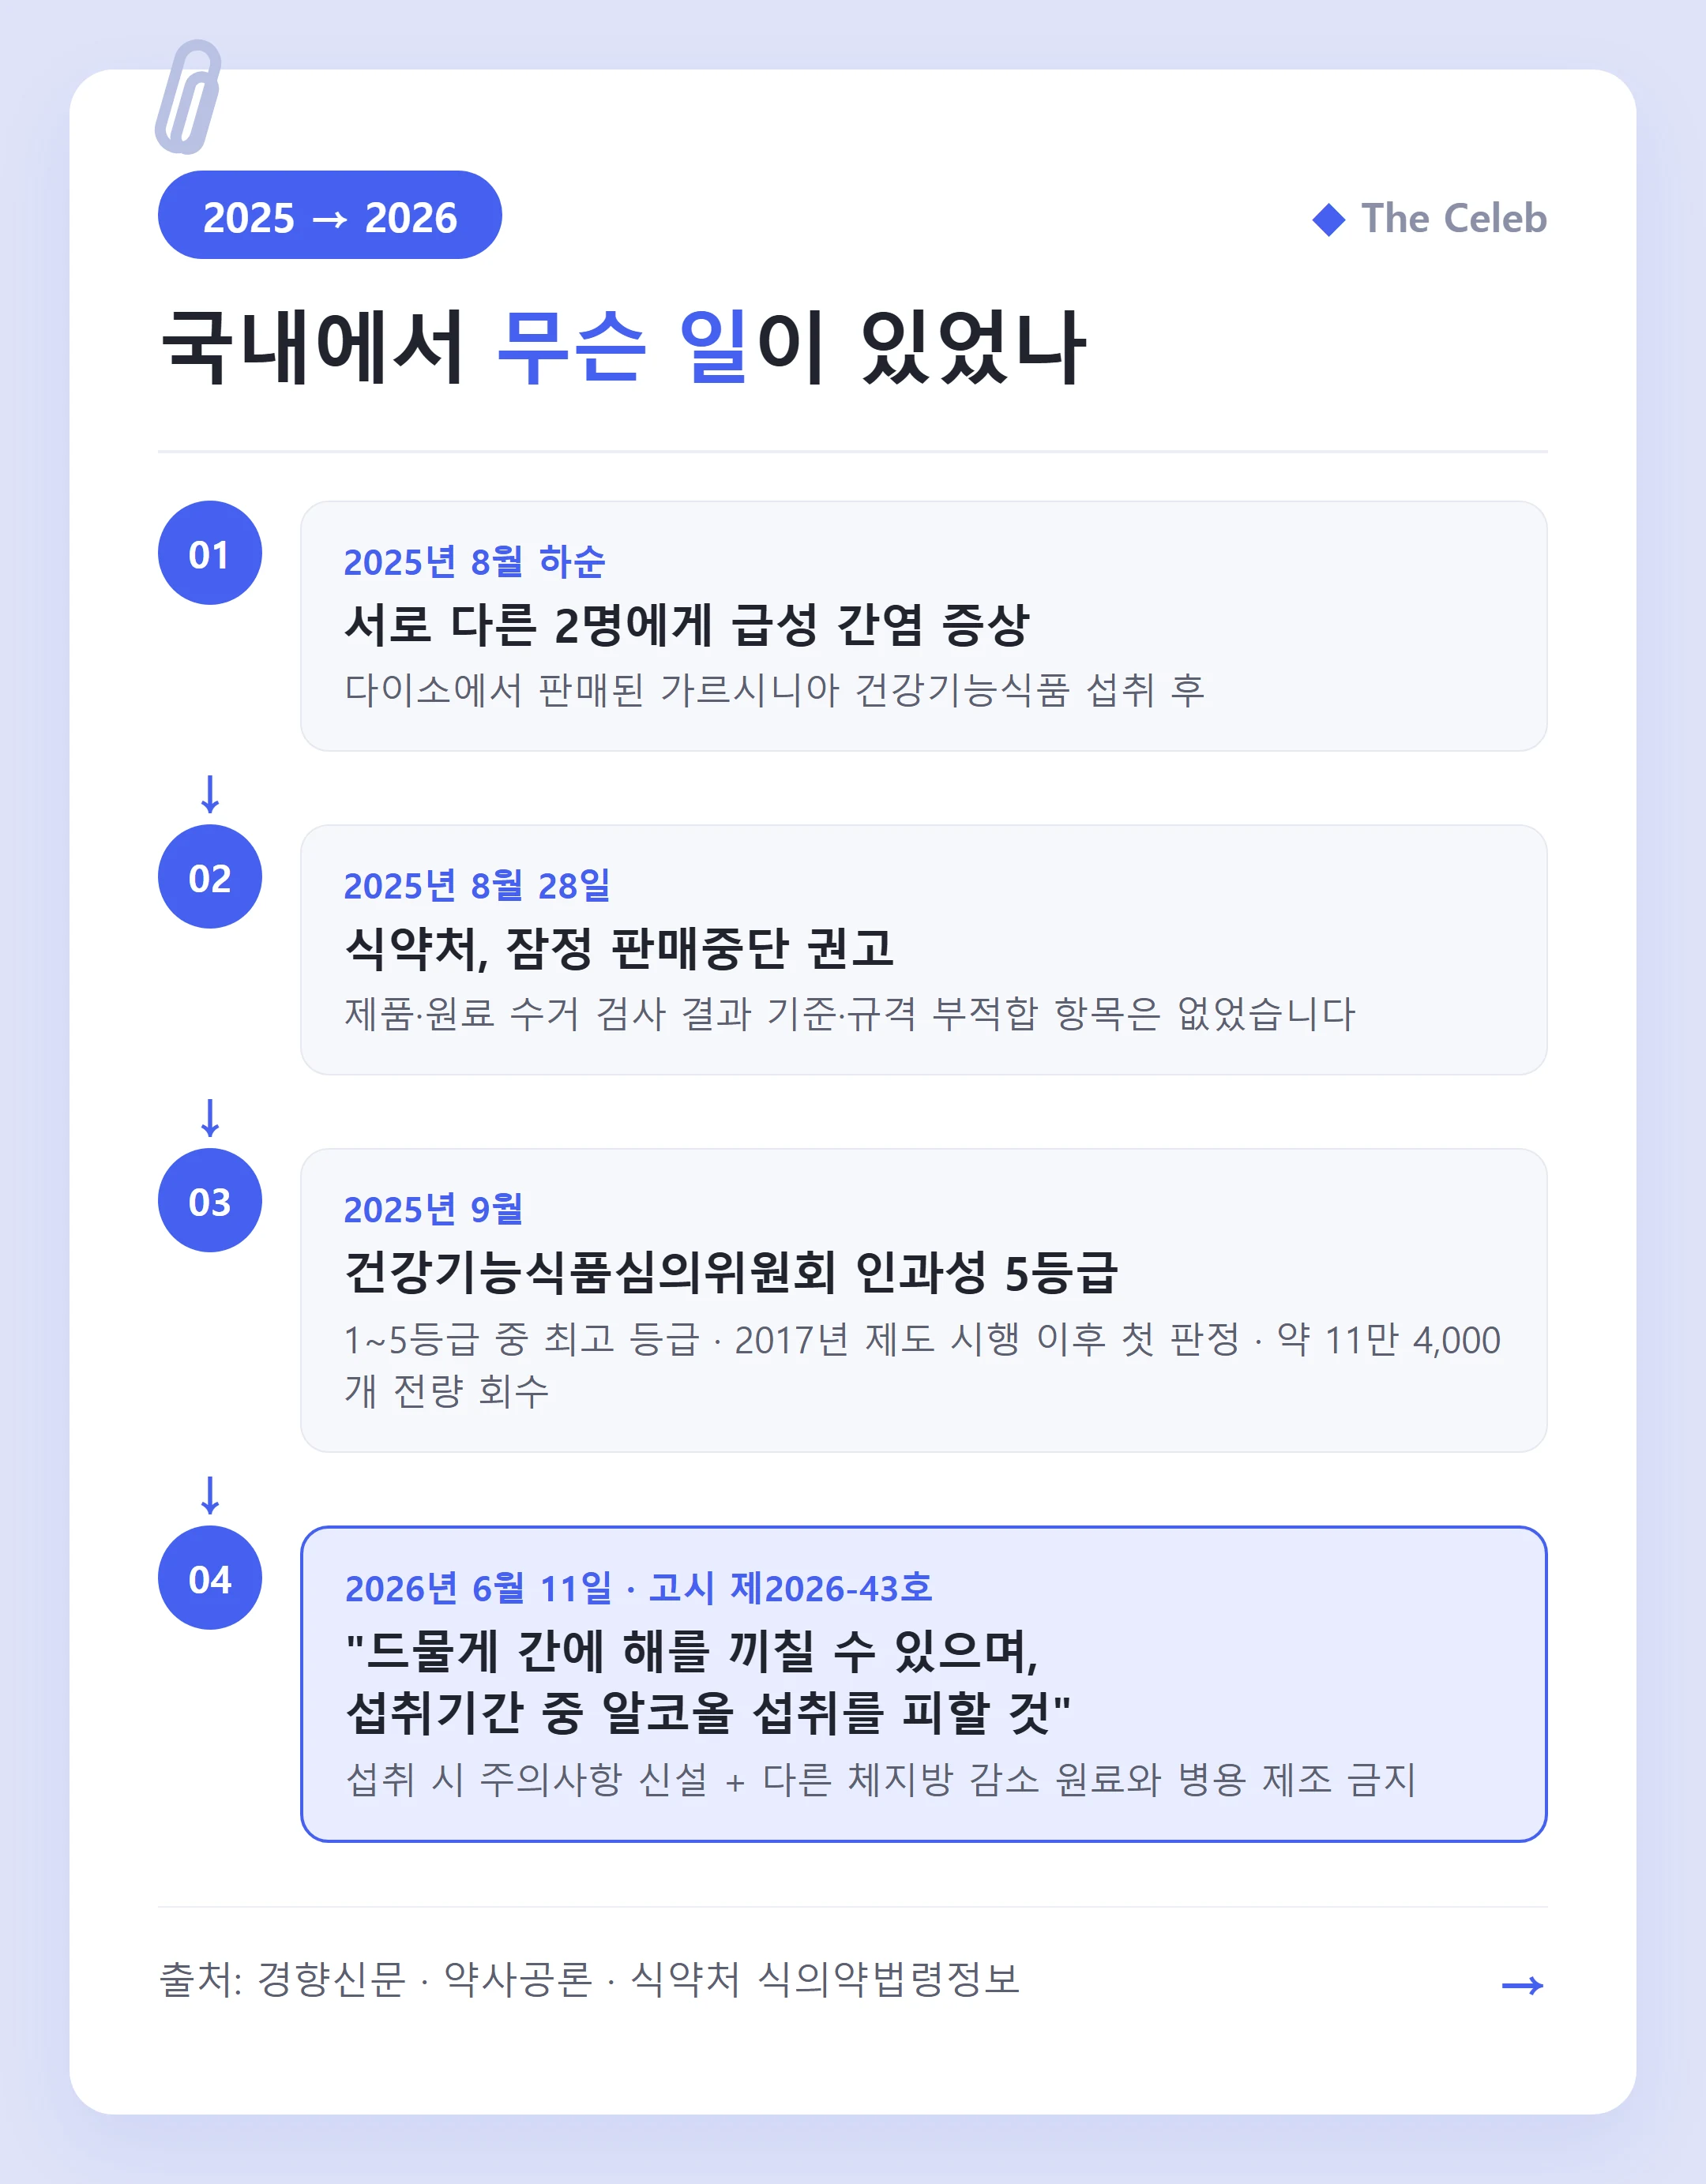 2025 → 2026
◆ The Celeb
국내에서 무슨 일이 있었나
01
2025년 8월 하순
서로 다른 2명에게 급성 간염 증상
다이소에서 판매된 가르시니아 건강기능식품 섭취 후
↓
02
2025년 8월 28일
식약처, 잠정 판매중단 권고
제품·원료 수거 검사 결과 기준·규격 부적합 항목은 없었습니다
↓
03
2025년 9월
건강기능식품심의위원회 인과성 5등급
1~5등급 중 최고 등급 · 2017년 제도 시행 이후 첫 판정 · 약 11만 4,000
개 전량 회수
↓
04
2026년 6월 11일 · 고시 제2026-43호
"드물게 간에 해를 끼칠 수 있으며,
섭취기간 중 알코올 섭취를 피할 것"
섭취 시 주의사항 신설 + 다른 체지방 감소 원료와 병용 제조 금지
출처: 경향신문 · 약사공론 · 식약처 식의약법령정보
→